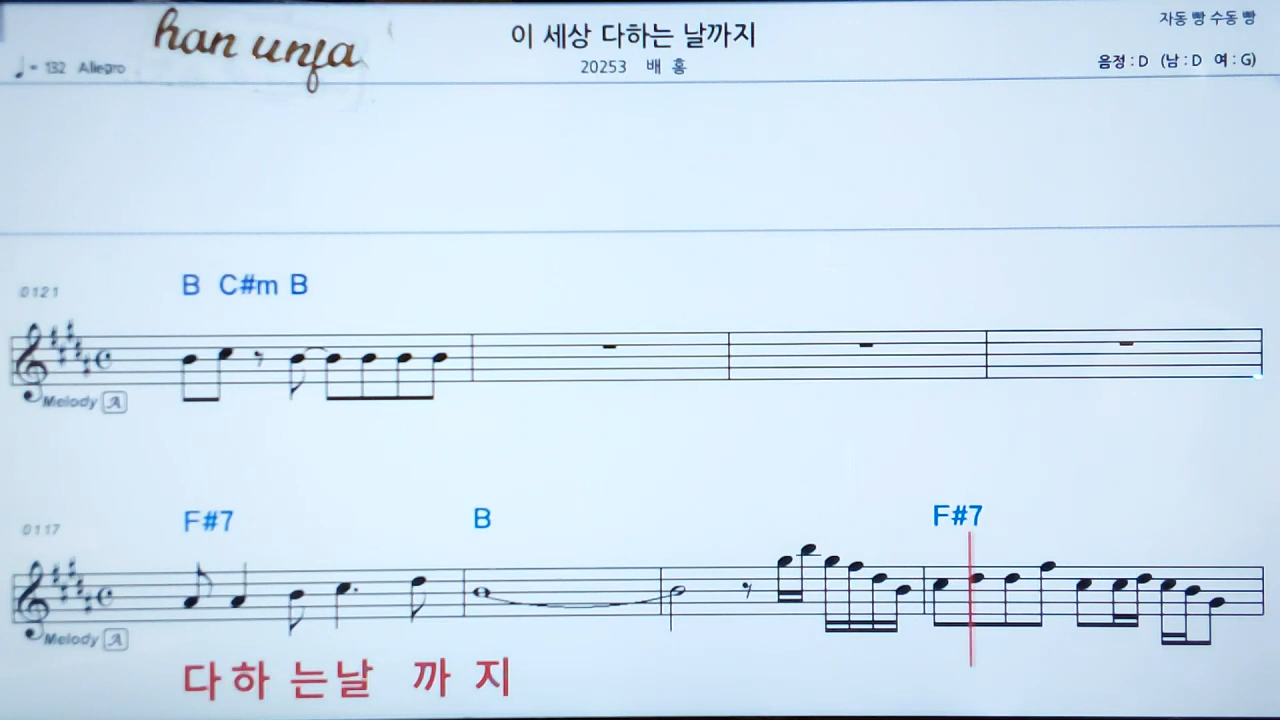 han unfa
이 세상 다하는 날까지
자동 빵 수동 빵
♩= 132 Allegro
20253 배 홍
음정 : D (남 : D 여 : G)
B C#m B
0121
Melody A
F#7 B F#7
0117
Melody A
다하 는날 까 지